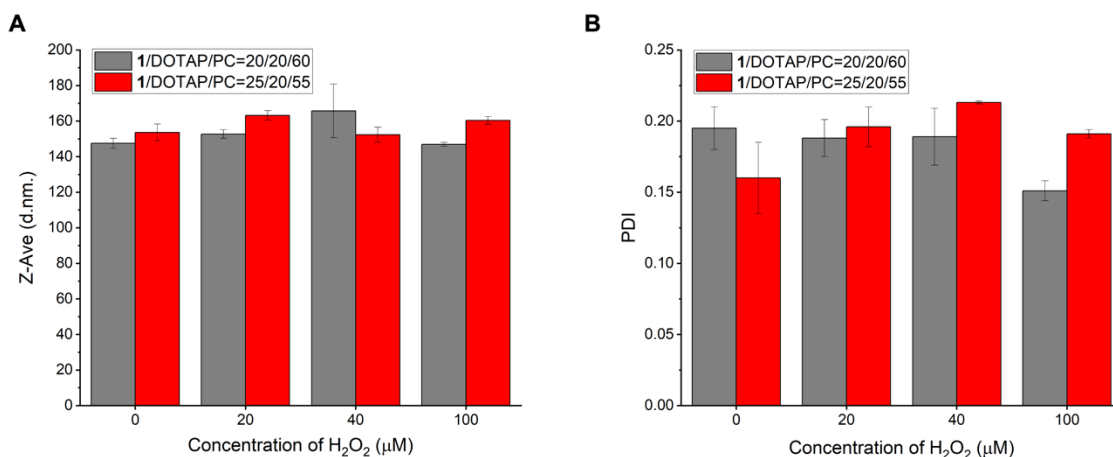 A
200
180
160
140
120
100
80
60
40
20
0
Z-Ave (d.nm.)
1/DOTAP/PC=20/20/60
1/DOTAP/PC=25/20/55
0 20 40 100
Concentration of H₂O₂ (μM)
B
0.25
0.20
0.15
0.10
0.05
0.00
PDI
1/DOTAP/PC=20/20/60
1/DOTAP/PC=25/20/55
0 20 40 100
Concentration of H₂O₂ (μM)